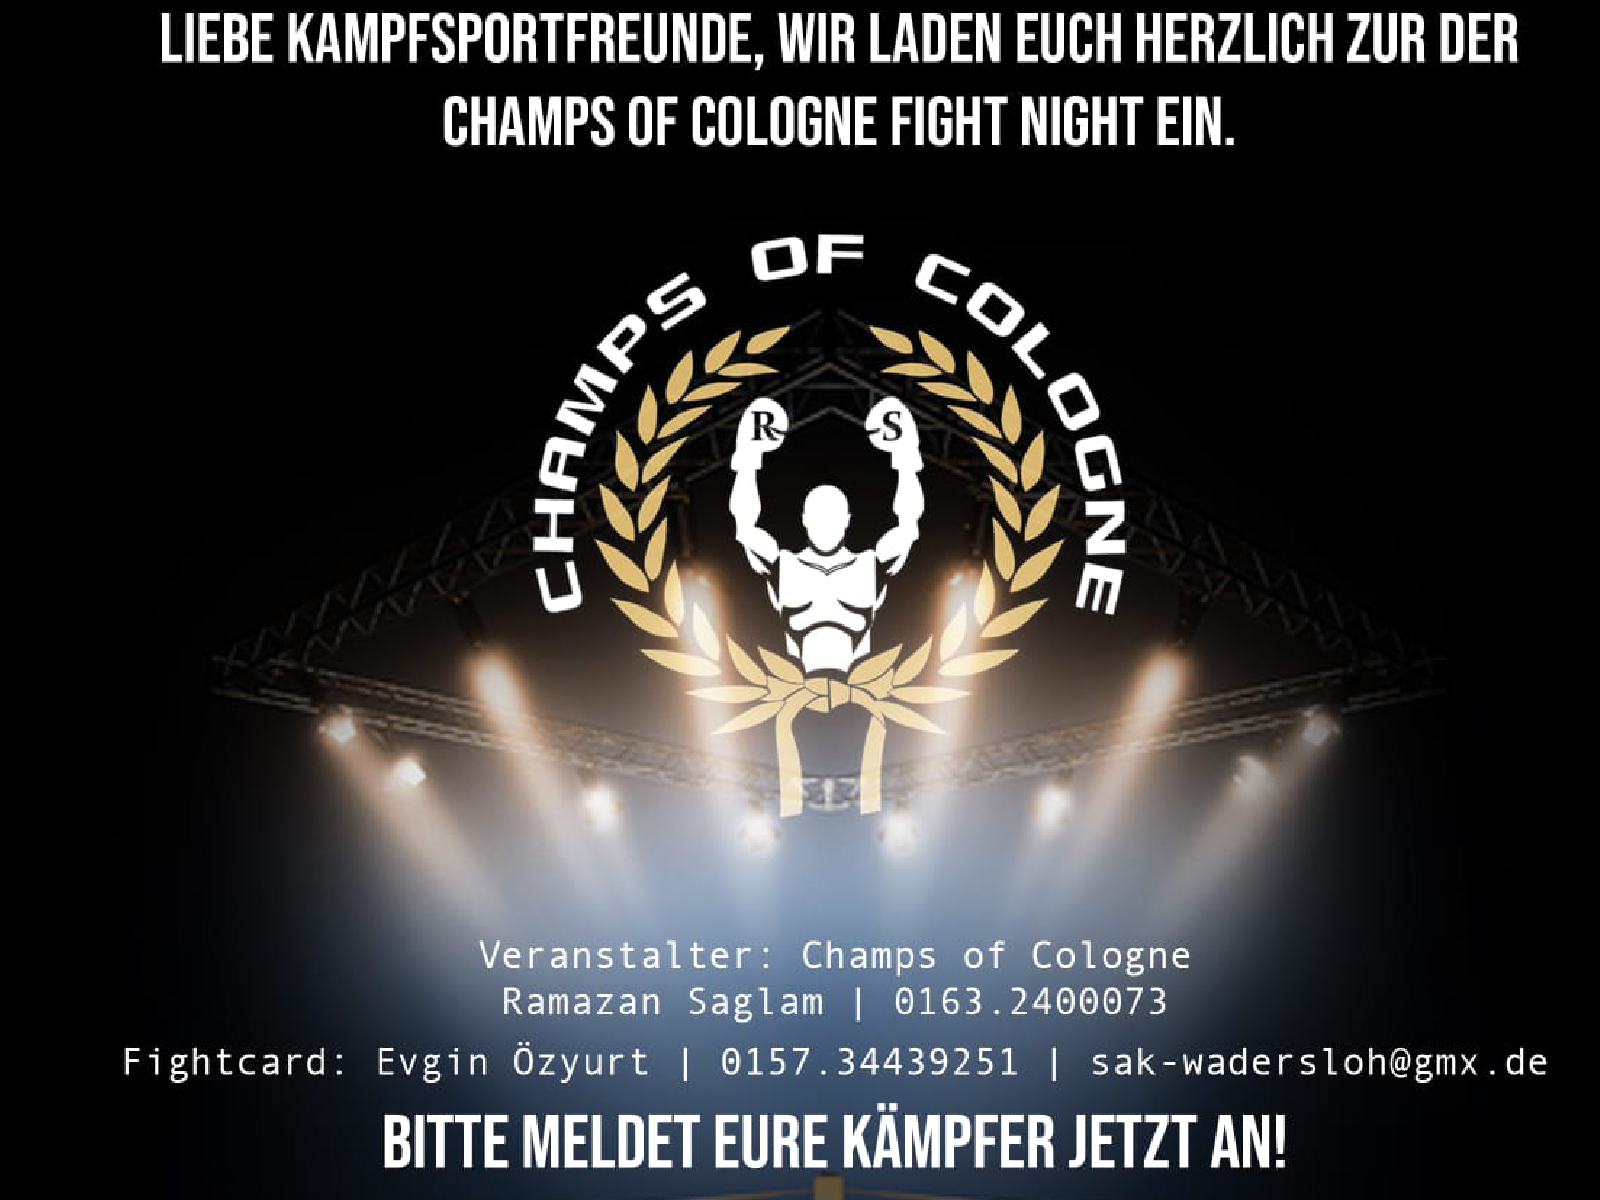 LIEBE KAMPFSPORTFREUNDE, WIR LADEN EUCH HERZLICH ZUR DER
CHAMPS OF COLOGNE FIGHT NIGHT EIN.
CHAMPS OF COLOGNE
R S
Veranstalter: Champs of Cologne
Ramazan Saglam | 0163.2400073
Fightcard: Evgin Özyurt | 0157.34439251 | sak-wadersloh@gmx.de
BITTE MELDET EURE KÄMPFER JETZT AN!